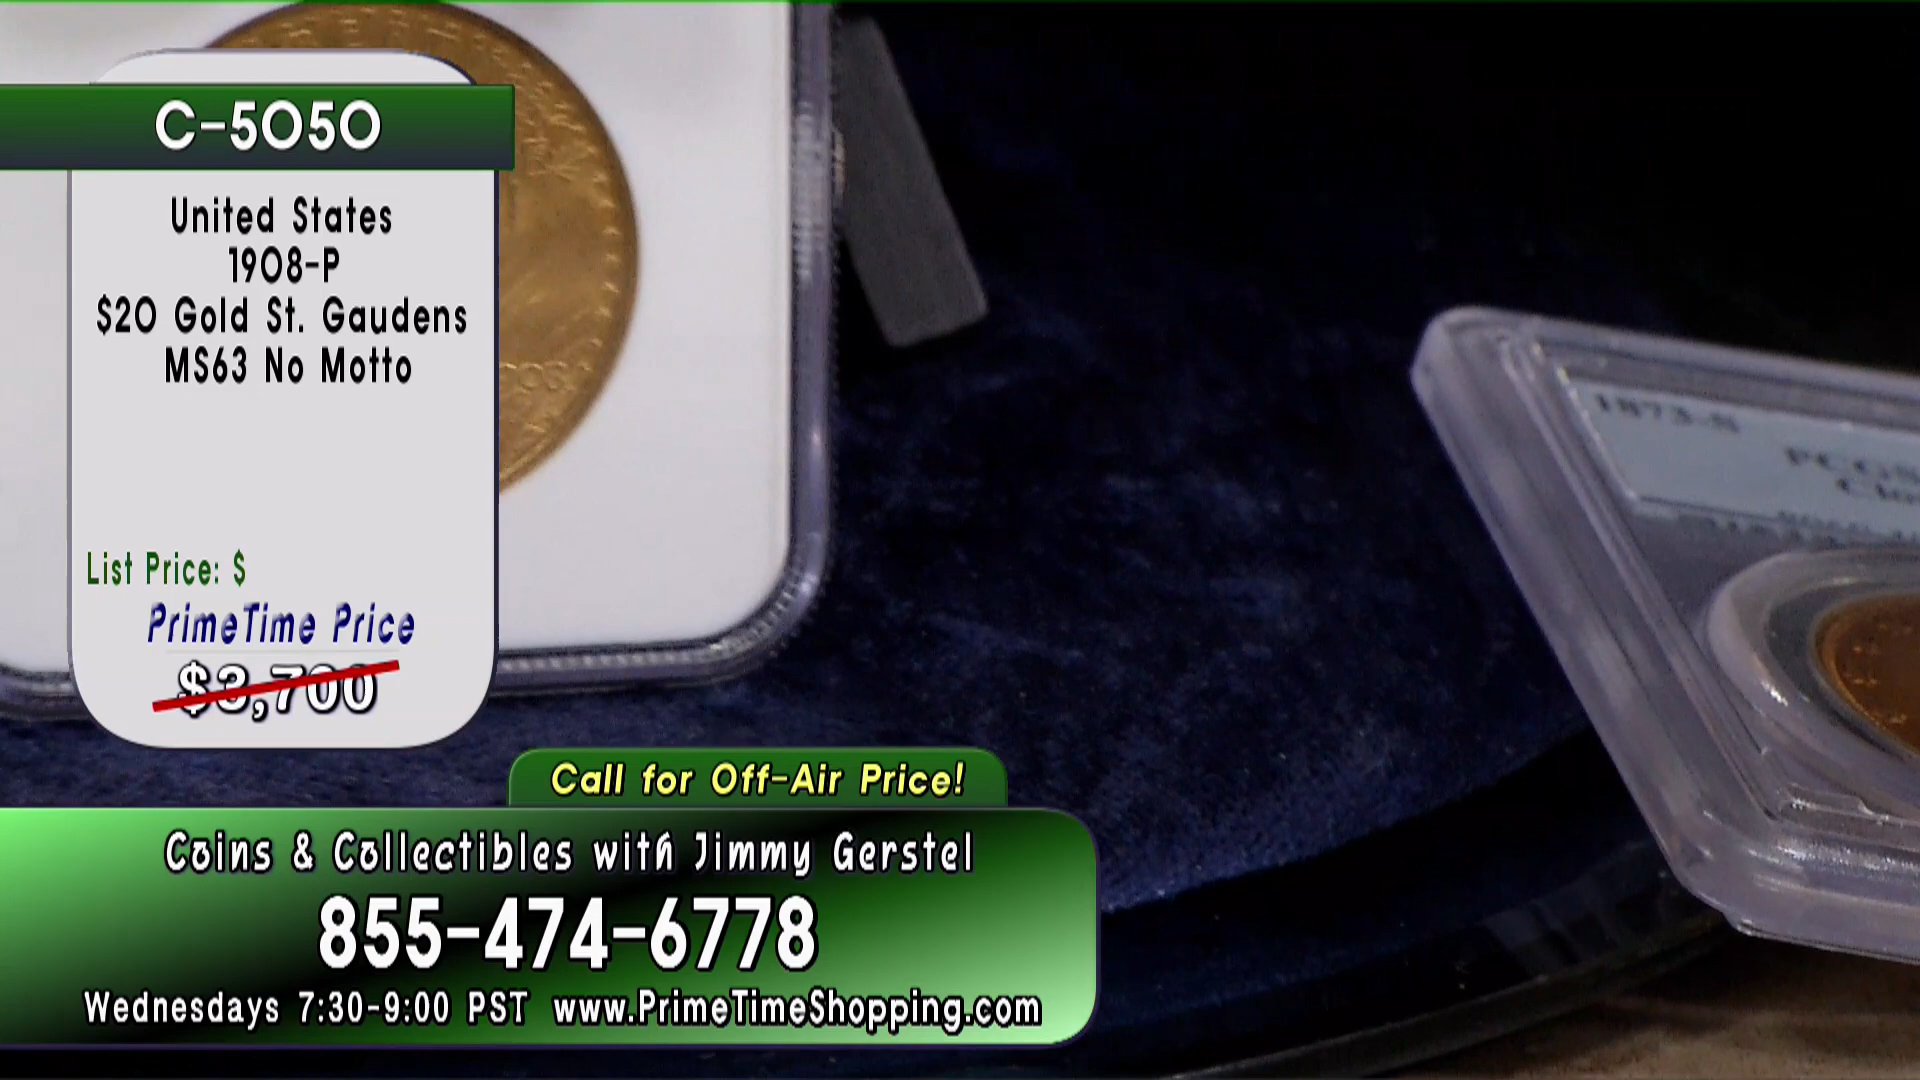 C-5050
United States
1908-P
$20 Gold St. Gaudens
MS63 No Motto
List Price: $
PrimeTime Price
$3,700
Call for Off-Air Price!
Coins & Collectibles with Jimmy Gerstel
855-474-6778
Wednesdays 7:30-9:00 PST www.PrimeTimeShopping.com
1873-N
PCGS